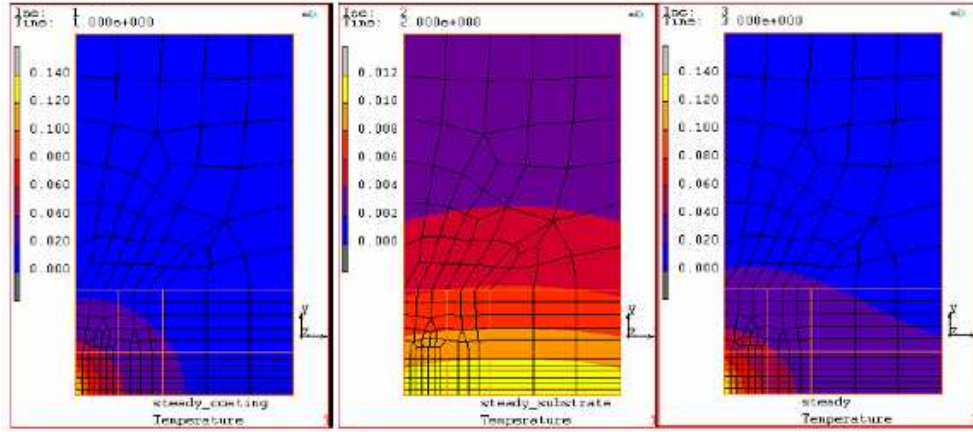 Inc: 1
Time: 1.000e+000
0.140
0.120
0.100
0.080
0.060
0.040
0.020
0.000
Y
Z
steady_coating
Temperature
Inc: 2
Time: 2.000e+000
0.012
0.010
0.008
0.006
0.004
0.002
0.000
Y
Z
steady_substrate
Temperature
Inc: 3
Time: 3.000e+000
0.140
0.120
0.100
0.080
0.060
0.040
0.020
0.000
Y
Z
steady
Temperature